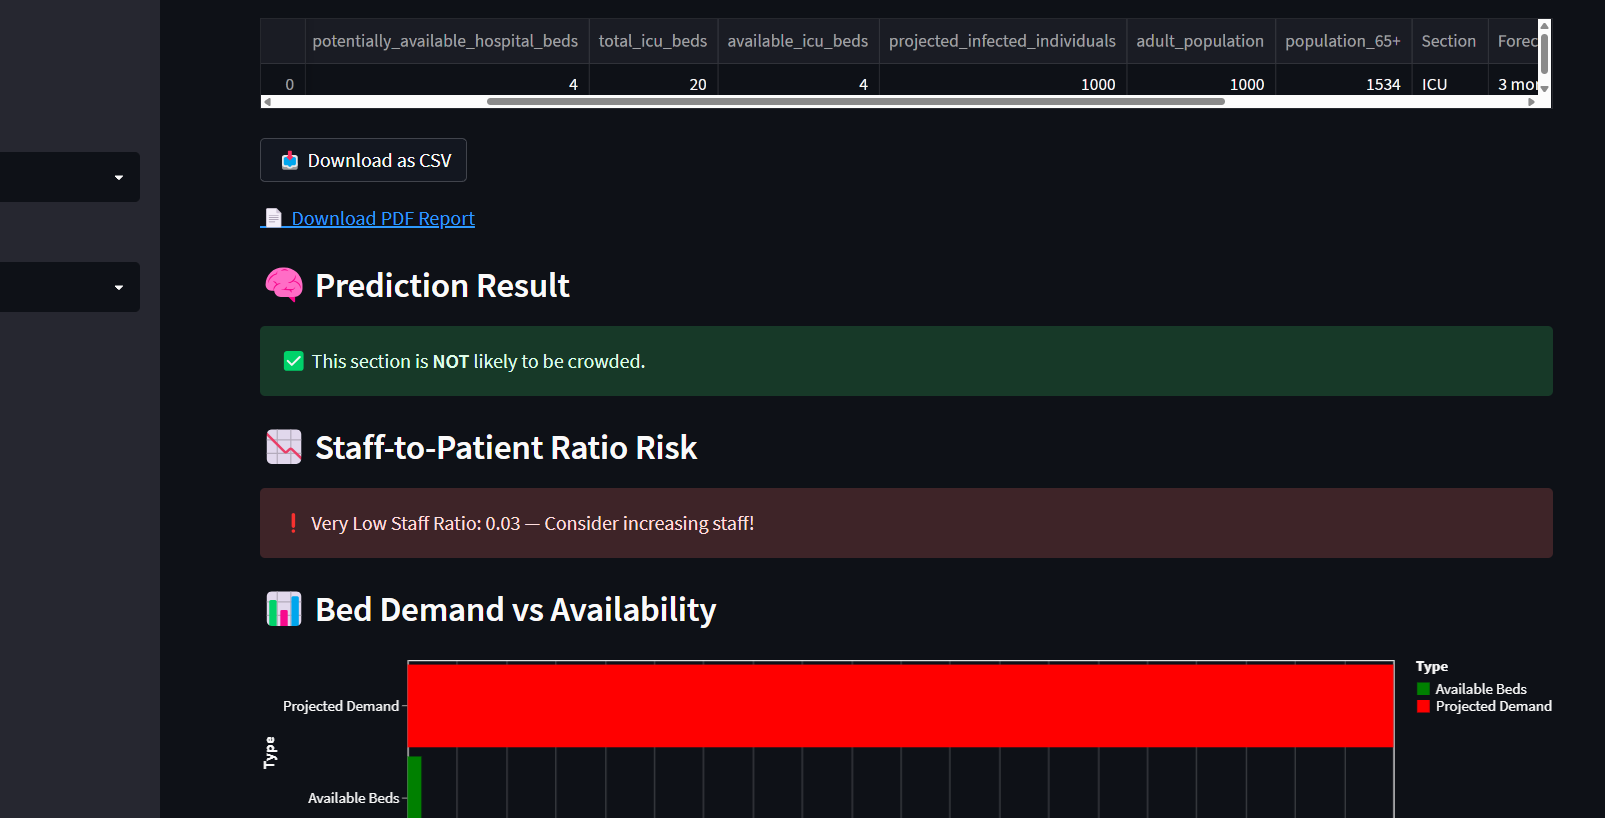 potentially_available_hospital_beds total_icu_beds available_icu_beds projected_infected_individuals adult_population population_65+ Section Forec
0 4 20 4 1000 1000 1534 ICU 3 mor
Download as CSV
Download PDF Report
Prediction Result
This section is NOT likely to be crowded.
Staff-to-Patient Ratio Risk
Very Low Staff Ratio: 0.03 — Consider increasing staff!
Bed Demand vs Availability
Type
Available Beds
Projected Demand
Projected Demand
Type
Available Beds